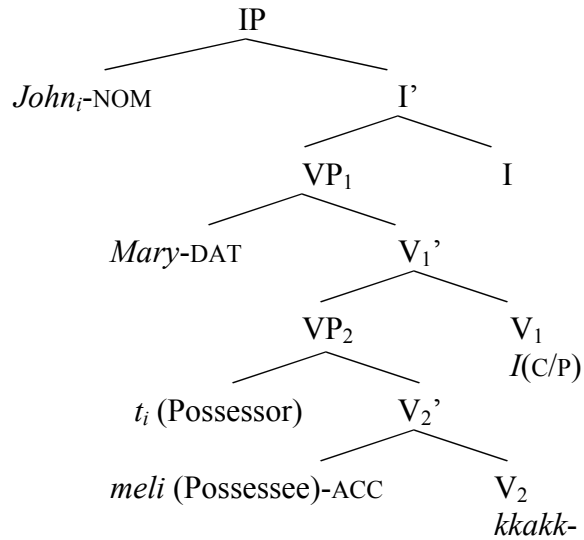 IP
John_i-NOM I’
VP₁ I
Mary-DAT V₁’
VP₂ V₁
I(C/P)
t_i (Possessor) V₂’
meli (Possessee)-ACC V₂
kkakk-